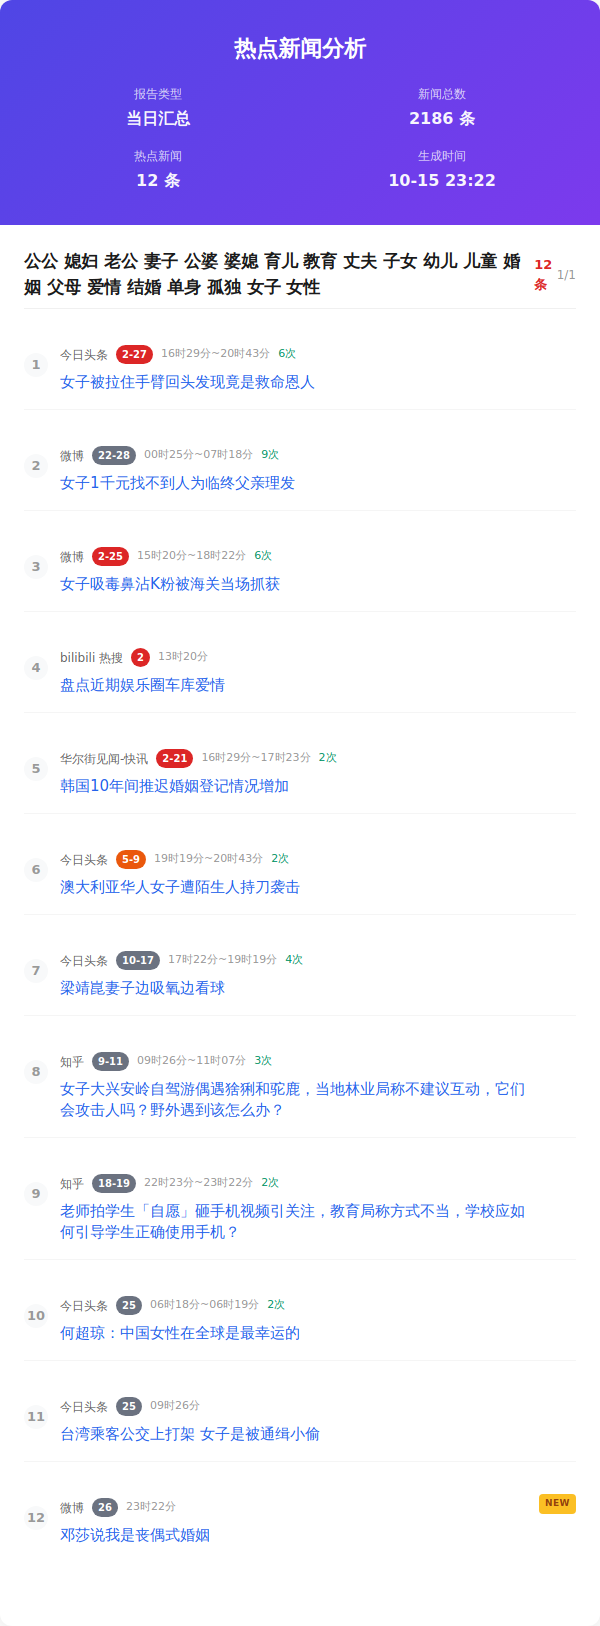 热点新闻分析
报告类型
新闻总数
当日汇总
2186 条
热点新闻
生成时间
12 条
10-15 23:22
公公 媳妇 老公 妻子 公婆 婆媳 育儿 教育 丈夫 子女 幼儿 儿童 婚
姻 父母 爱情 结婚 单身 孤独 女子 女性
12
条
1/1
1
今日头条 2-27 16时29分~20时43分 6次
女子被拉住手臂回头发现竟是救命恩人
2
微博 22-28 00时25分~07时18分 9次
女子1千元找不到人为临终父亲理发
3
微博 2-25 15时20分~18时22分 6次
女子吸毒鼻沾K粉被海关当场抓获
4
bilibili 热搜 2 13时20分
盘点近期娱乐圈车库爱情
5
华尔街见闻-快讯 2-21 16时29分~17时23分 2次
韩国10年间推迟婚姻登记情况增加
6
今日头条 5-9 19时19分~20时43分 2次
澳大利亚华人女子遭陌生人持刀袭击
7
今日头条 10-17 17时22分~19时19分 4次
梁靖崑妻子边吸氧边看球
8
知乎 9-11 09时26分~11时07分 3次
女子大兴安岭自驾游偶遇猞猁和驼鹿，当地林业局称不建议互动，它们
会攻击人吗？野外遇到该怎么办？
9
知乎 18-19 22时23分~23时22分 2次
老师拍学生「自愿」砸手机视频引关注，教育局称方式不当，学校应如
何引导学生正确使用手机？
10
今日头条 25 06时18分~06时19分 2次
何超琼：中国女性在全球是最幸运的
11
今日头条 25 09时26分
台湾乘客公交上打架 女子是被通缉小偷
12
微博 26 23时22分
NEW
邓莎说我是丧偶式婚姻